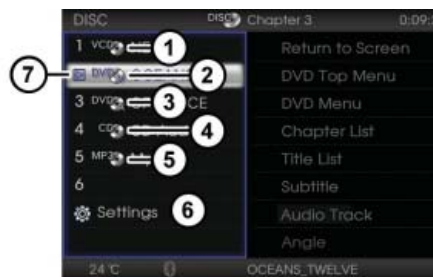 DISC
DISC Chapter 3 0:09:
1 VCD 1
7
DVD 2
3 DVD 3
4 CD 4
5 MP3 5
6
Settings 6
Return to Screen
DVD Top Menu
DVD Menu
Chapter List
Title List
Subtitle
Audio Track
Angle
24°C
OCEANS_TWELVE